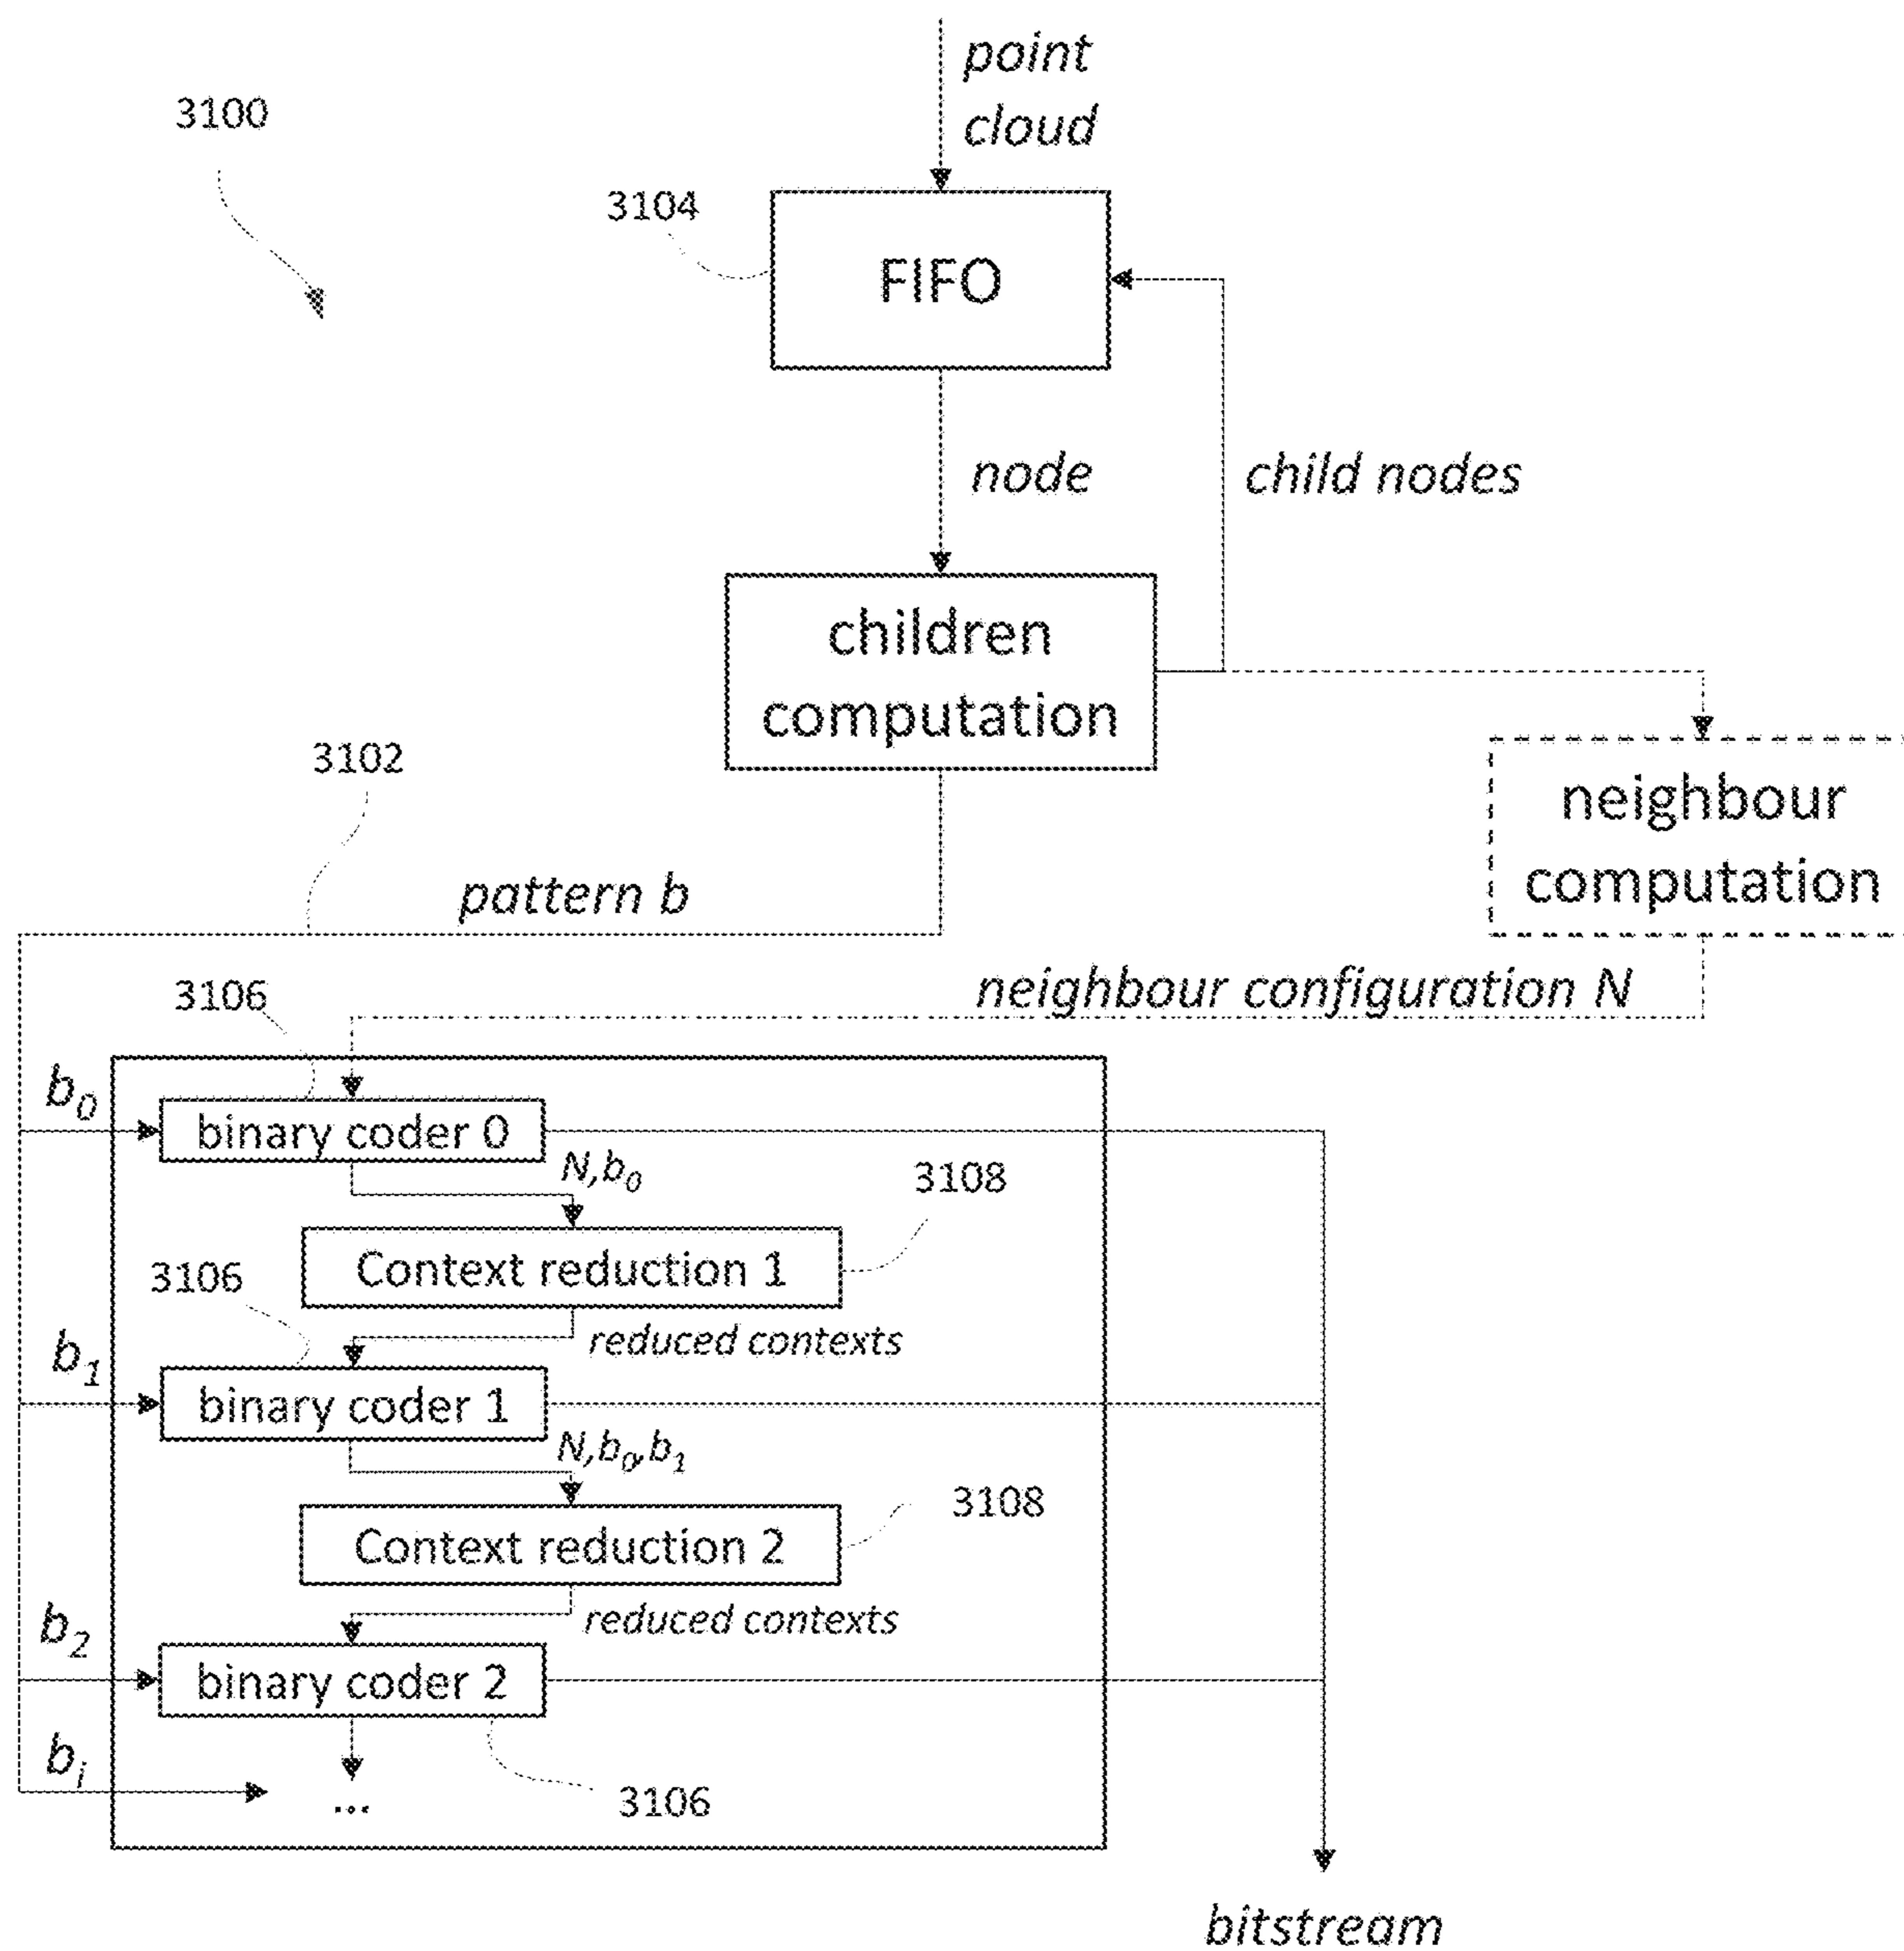 point
cloud
3100
3104
FIFO
node
child nodes
children
computation
3102
neighbour
computation
pattern b
neighbour configuration N
3106
b0
binary coder 0
N,b0
3108
Context reduction 1
3106
reduced contexts
b1
binary coder 1
N,b0,b1
3108
Context reduction 2
reduced contexts
b2
binary coder 2
bi
...
3106
bitstream